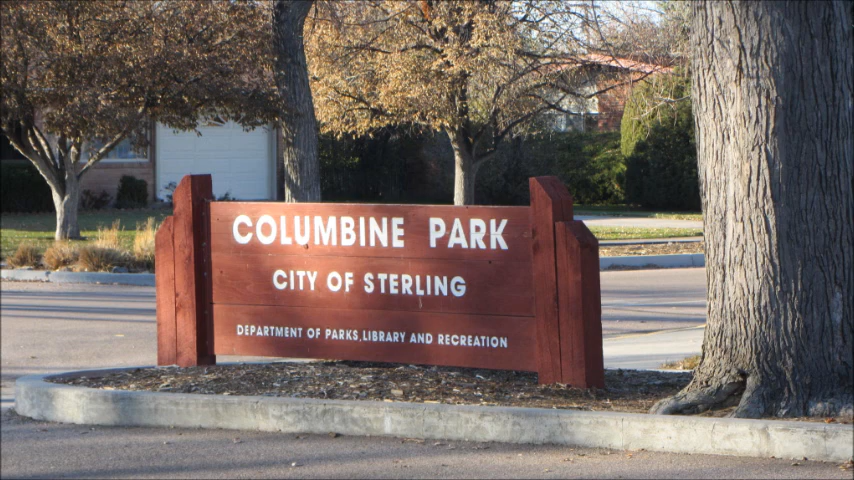 COLUMBINE PARK
CITY OF STERLING
DEPARTMENT OF PARKS,LIBRARY AND RECREATION